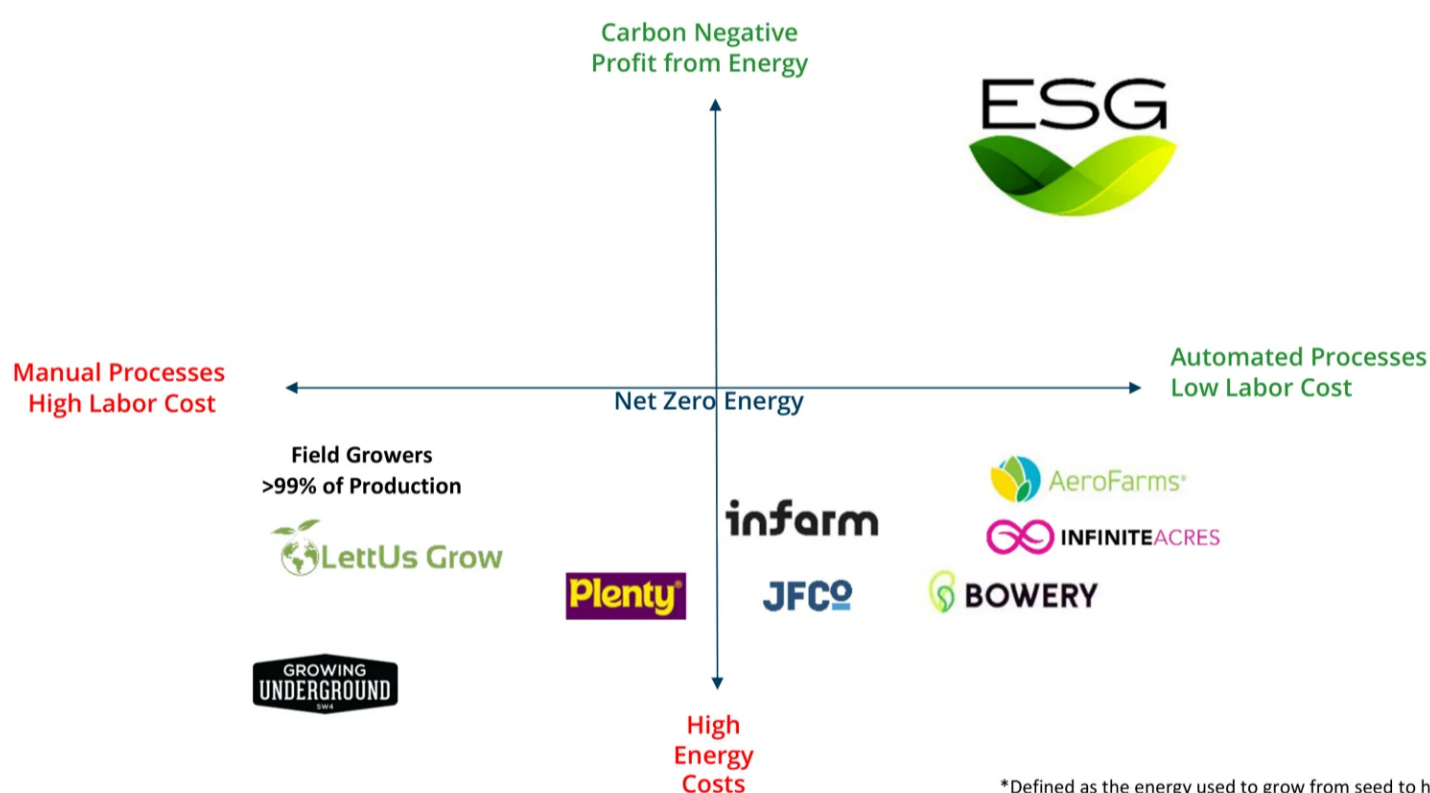 Carbon Negative
Profit from Energy
ESG
Manual Processes
High Labor Cost
Automated Processes
Low Labor Cost
Net Zero Energy
Field Growers
>99% of Production
AeroFarms®
infarm
INFINITEACRES
LettUs Grow
Plenty®
JFCO
BOWERY
GROWING
UNDERGROUND
SW4
High
Energy
Costs
*Defined as the energy used to grow from seed to h